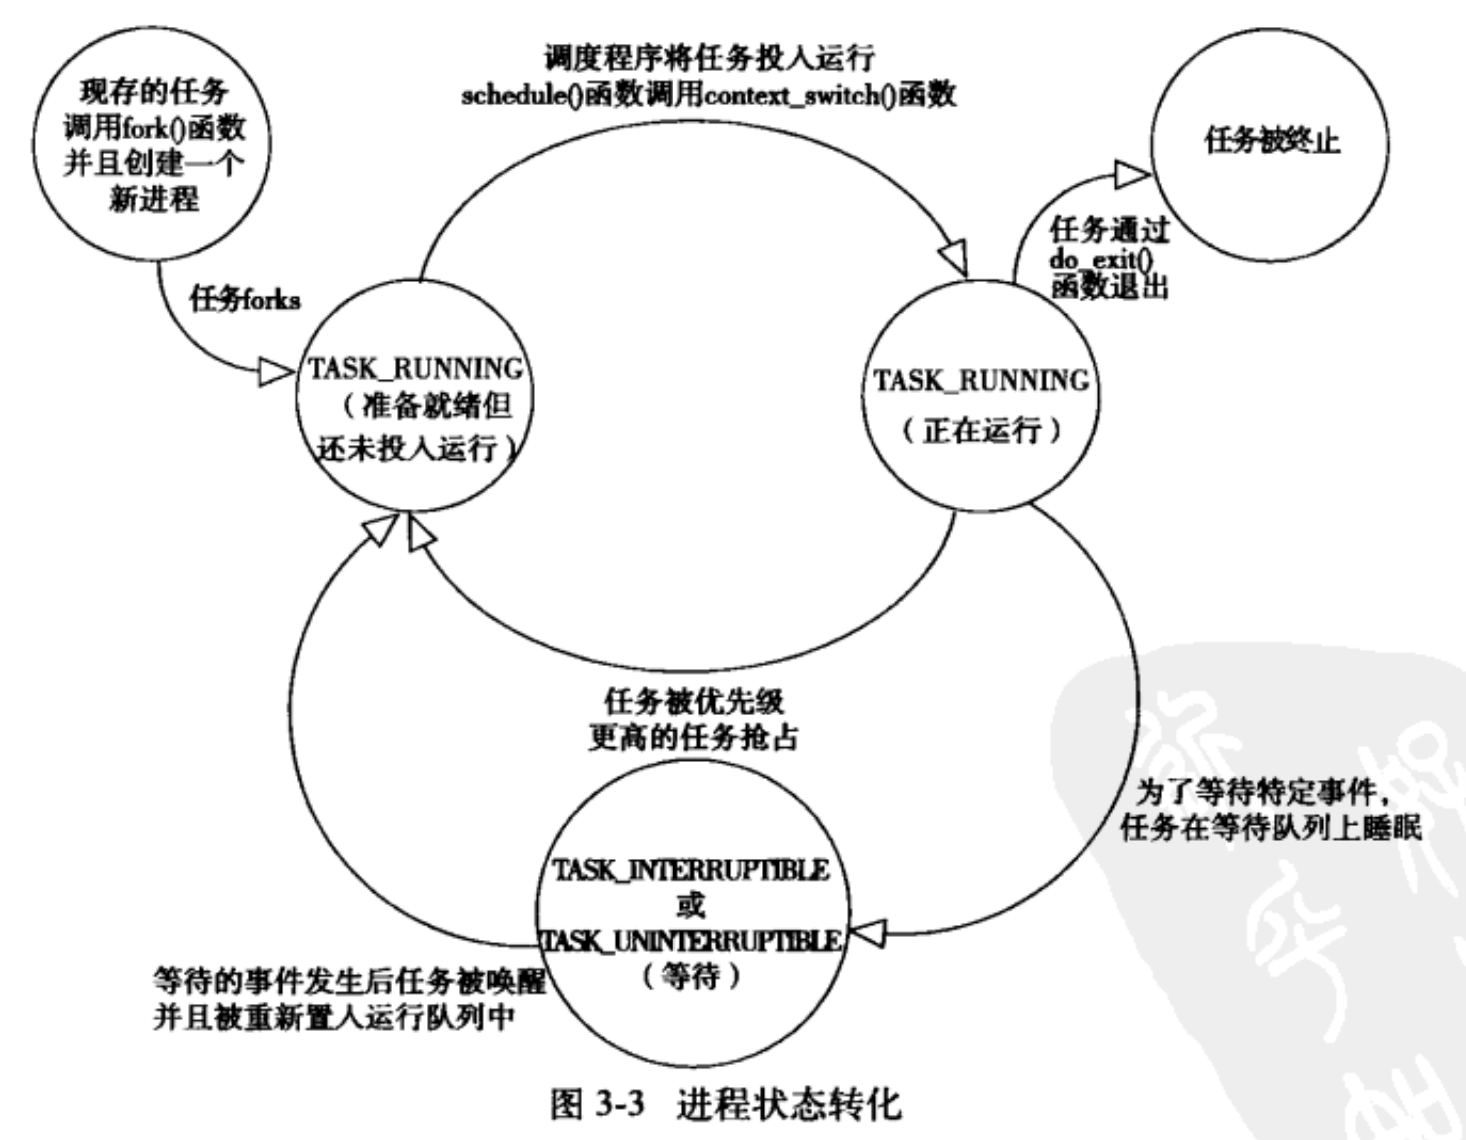 现存的任务
调用fork()函数
并且创建一个
新进程
调度程序将任务投入运行
schedule()函数调用context_switch()函数
任务被终止
任务通过
do_exit()
函数退出
任务forks
TASK_RUNNING
（准备就绪但
还未投入运行）
TASK_RUNNING
（正在运行）
任务被优先级
更高的任务抢占
为了等待特定事件，
任务在等待队列上睡眠
TASK_INTERRUPTIBLE
或
TASK_UNINTERRUPTIBLE
（等待）
等待的事件发生后任务被唤醒
并且被重新置入运行队列中
图 3-3 进程状态转化